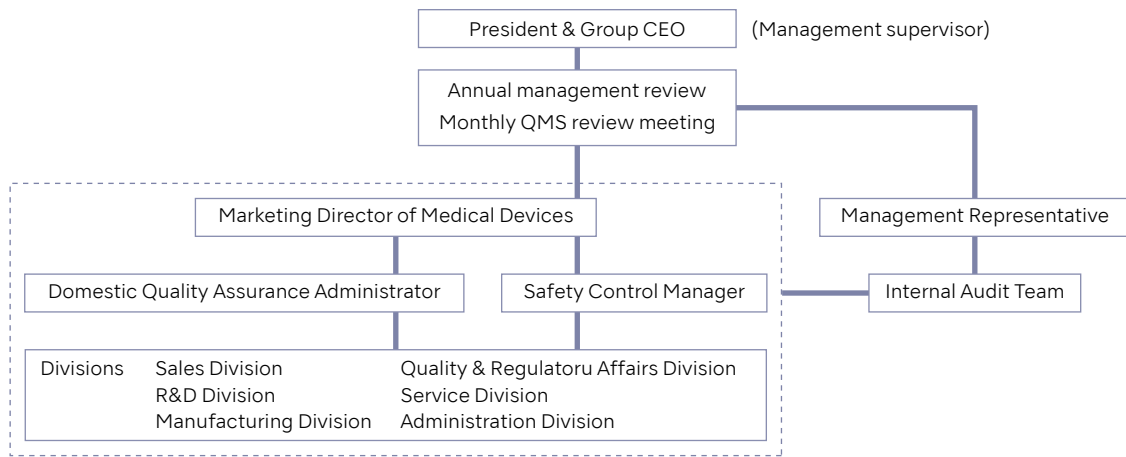 President & Group CEO
(Management supervisor)
Annual management review
Monthly QMS review meeting
Marketing Director of Medical Devices
Management Representative
Domestic Quality Assurance Administrator
Safety Control Manager
Internal Audit Team
Divisions
Sales Division
R&D Division
Manufacturing Division
Quality & Regulatoru Affairs Division
Service Division
Administration Division